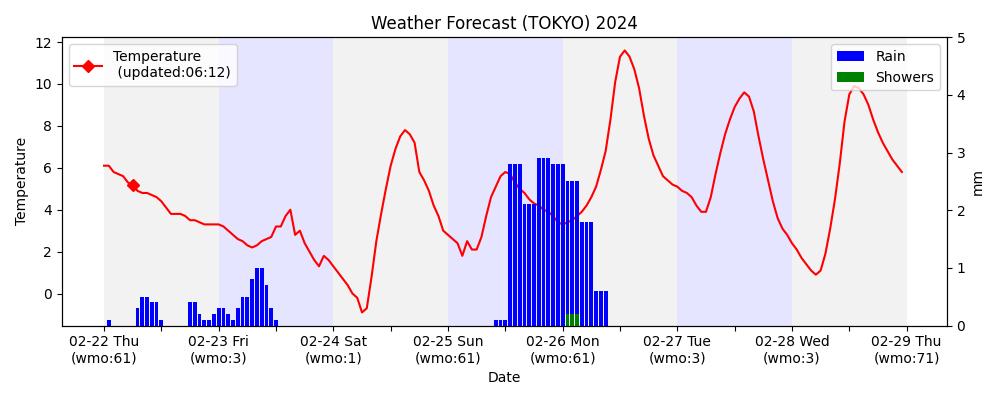 Weather Forecast (TOKYO) 2024
Temperature
(updated:06:12)
Rain
Showers
12
10
8
6
4
2
0
Temperature
5
4
3
2
1
0
mm
02-22 Thu
(wmo:61)
02-23 Fri
(wmo:3)
02-24 Sat
(wmo:1)
02-25 Sun
(wmo:61)
02-26 Mon
(wmo:61)
02-27 Tue
(wmo:3)
02-28 Wed
(wmo:3)
02-29 Thu
(wmo:71)
Date